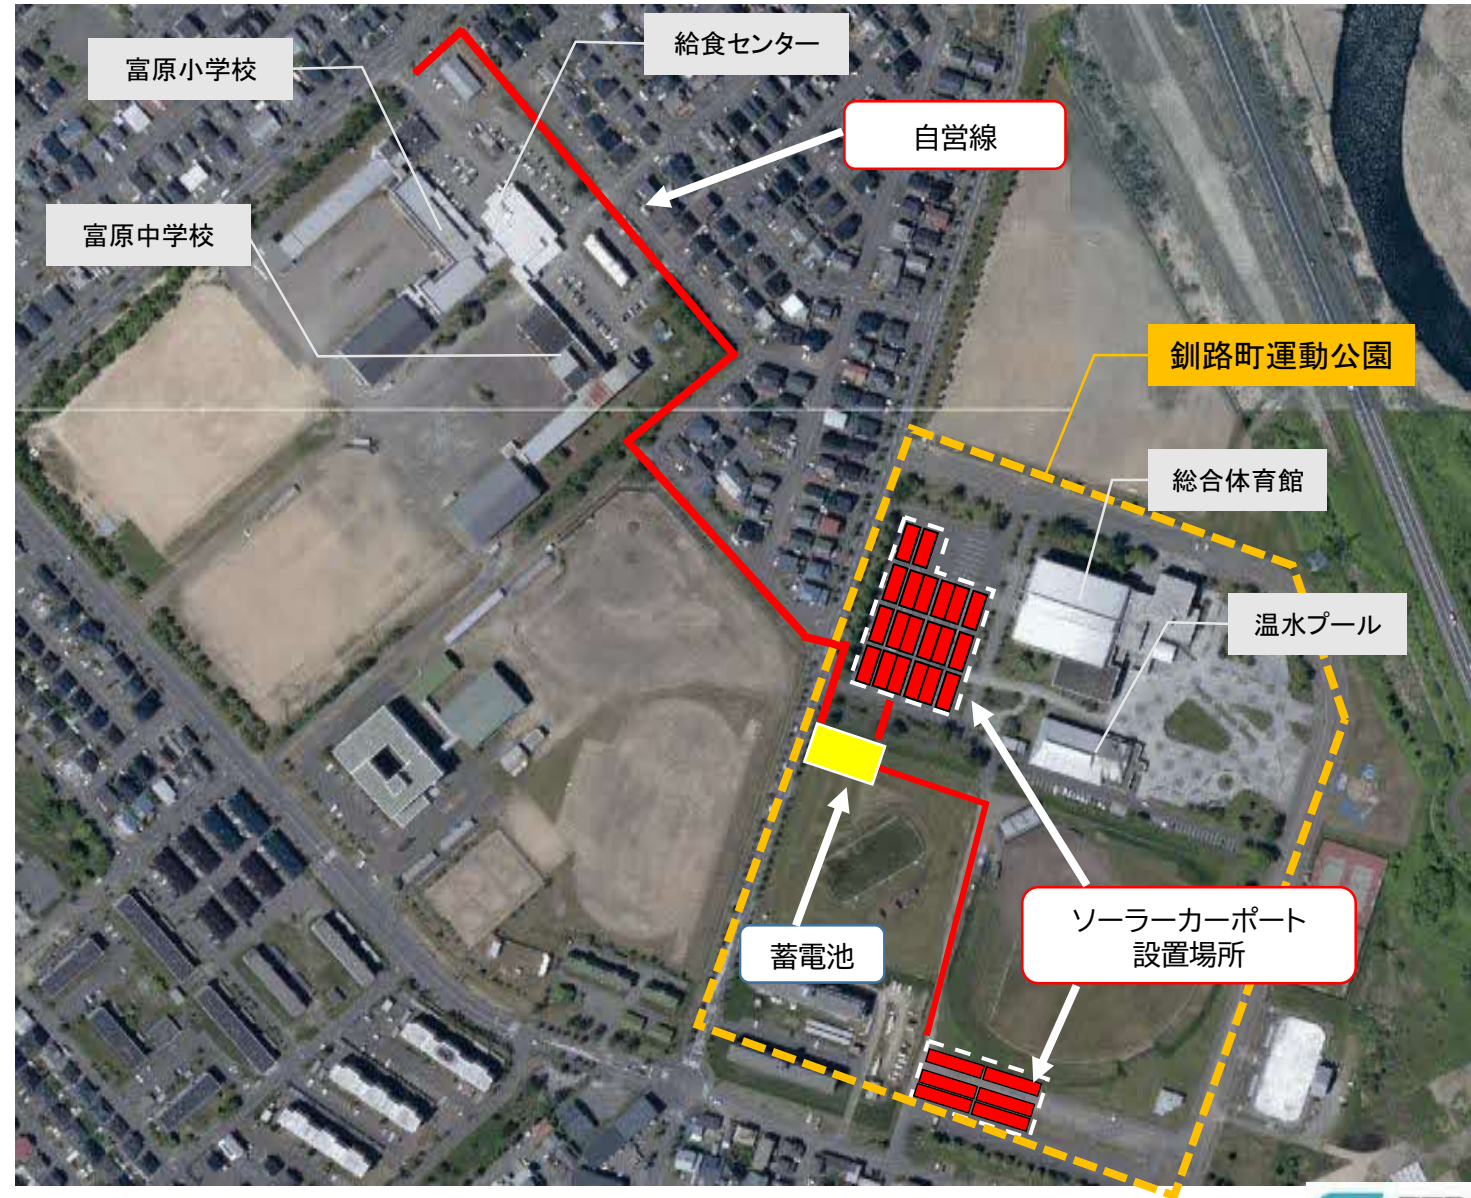 富原小学校
給食センター
自営線
富原中学校
釧路町運動公園
総合体育館
温水プール
蓄電池
ソーラーカーポート
設置場所